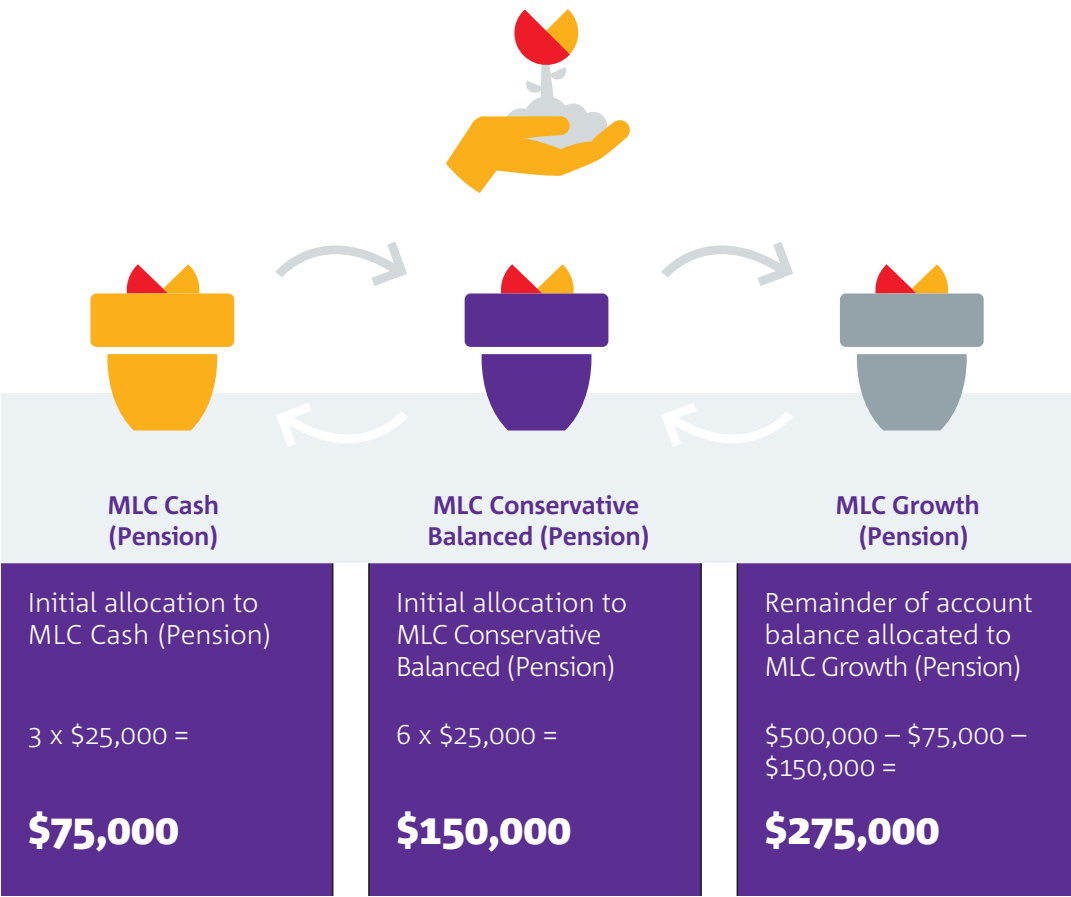 MLC Cash
(Pension)
MLC Conservative
Balanced (Pension)
MLC Growth
(Pension)
Initial allocation to
MLC Cash (Pension)
3 x $25,000 =
$75,000
Initial allocation to
MLC Conservative
Balanced (Pension)
6 x $25,000 =
$150,000
Remainder of account
balance allocated to
MLC Growth (Pension)
$500,000 – $75,000 –
$150,000 =
$275,000